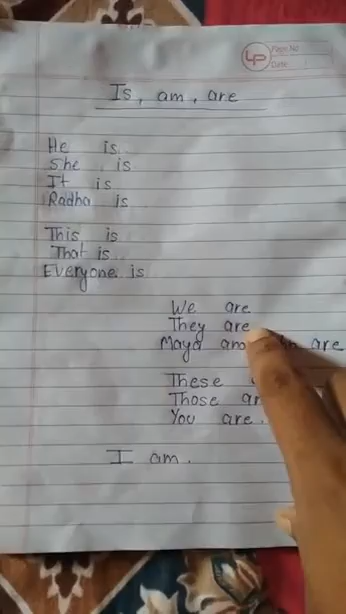 LP
Page No
Date
Is, am, are
He is
She is
It is
Radha is
This is
That is
Everyone is
We are
They are
Maya are
These
Those
You are.
I am.